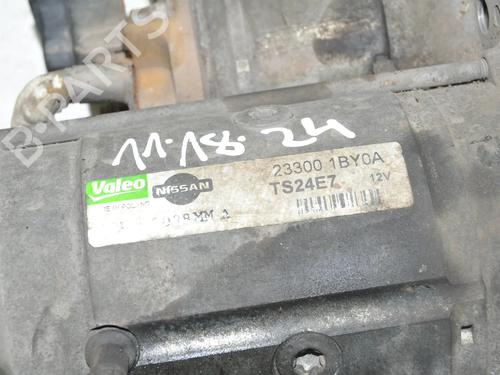 B-PARTS
11.18.24
Valeo NISSAN
23300 1BY0A
TS24E7 12V